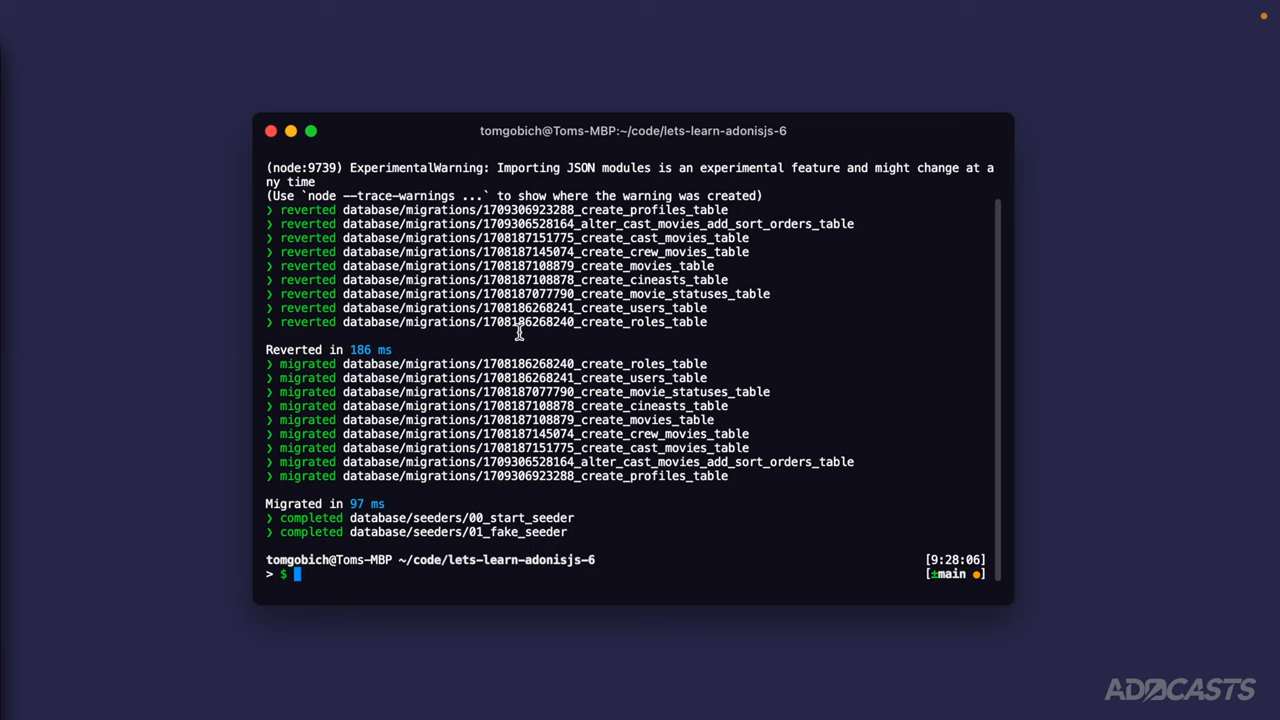 tomgobich@Toms-MBP:~/code/lets-learn-adonisjs-6
(node:9739) ExperimentalWarning: Importing JSON modules is an experimental feature and might change at a
ny time
(Use `node --trace-warnings ...` to show where the warning was created)
❯ reverted database/migrations/1709306923288_create_profiles_table
❯ reverted database/migrations/1709306528164_alter_cast_movies_add_sort_orders_table
❯ reverted database/migrations/1708187151775_create_cast_movies_table
❯ reverted database/migrations/1708187145074_create_crew_movies_table
❯ reverted database/migrations/1708187108879_create_movies_table
❯ reverted database/migrations/1708187108878_create_cineasts_table
❯ reverted database/migrations/1708187077790_create_movie_statuses_table
❯ reverted database/migrations/1708186268241_create_users_table
❯ reverted database/migrations/1708186268240_create_roles_table
Reverted in 186 ms
❯ migrated database/migrations/1708186268240_create_roles_table
❯ migrated database/migrations/1708186268241_create_users_table
❯ migrated database/migrations/1708187077790_create_movie_statuses_table
❯ migrated database/migrations/1708187108878_create_cineasts_table
❯ migrated database/migrations/1708187108879_create_movies_table
❯ migrated database/migrations/1708187145074_create_crew_movies_table
❯ migrated database/migrations/1708187151775_create_cast_movies_table
❯ migrated database/migrations/1709306528164_alter_cast_movies_add_sort_orders_table
❯ migrated database/migrations/1709306923288_create_profiles_table
Migrated in 97 ms
❯ completed database/seeders/00_start_seeder
❯ completed database/seeders/01_fake_seeder
tomgobich@Toms-MBP ~/code/lets-learn-adonisjs-6 [9:28:06]
> $ [±main ●]
ADOCASTS